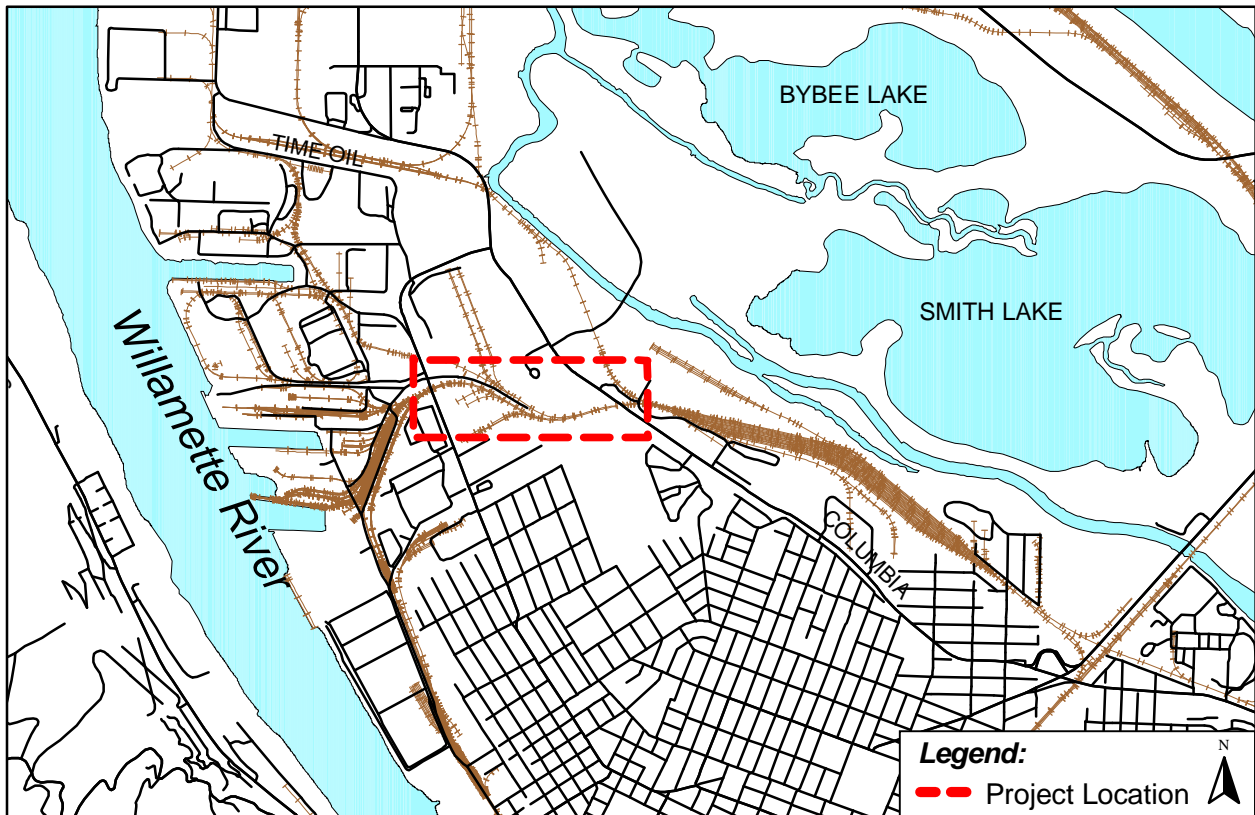 BYBEE LAKE
TIME OIL
SMITH LAKE
Willamette River
COLUMBIA
Legend:
N
Project Location